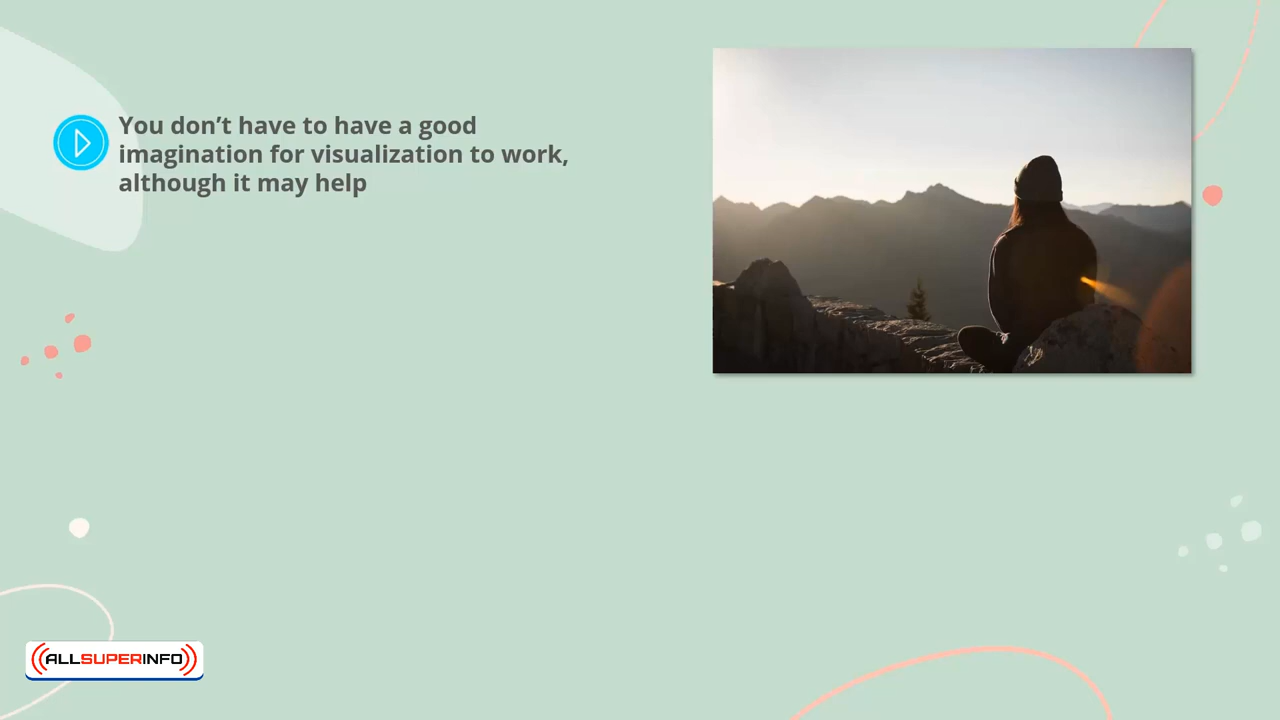 You don’t have to have a good
imagination for visualization to work,
although it may help
ALLSUPERINFO